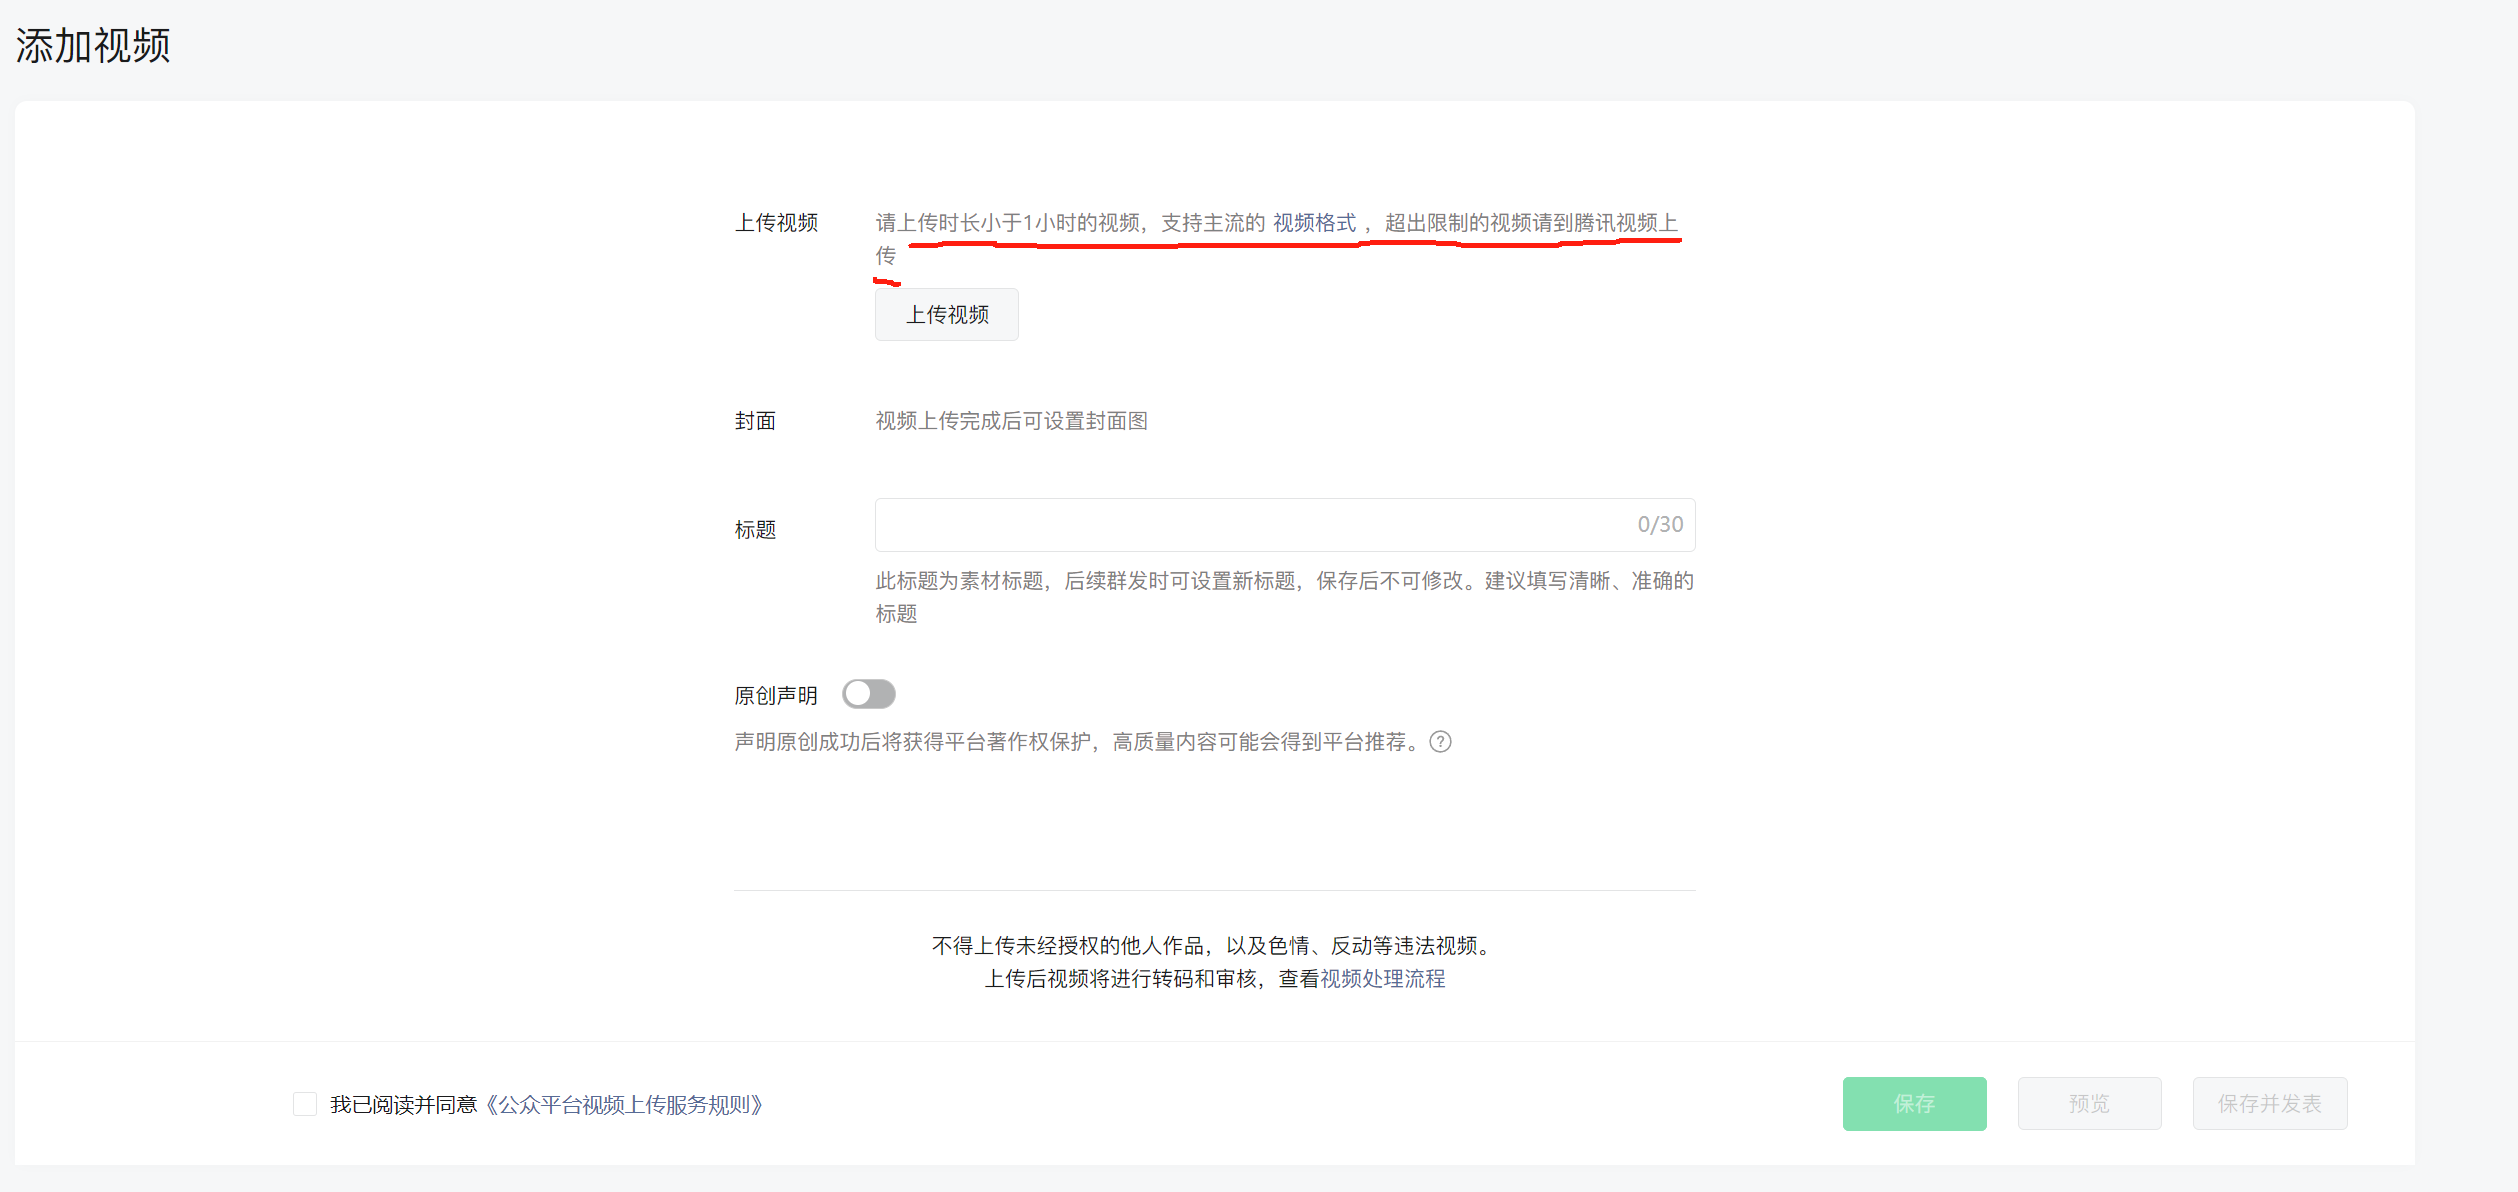 添加视频
上传视频
请上传时长小于1小时的视频，支持主流的 视频格式 ，超出限制的视频请到腾讯视频上
传
上传视频
封面
视频上传完成后可设置封面图
标题
0/30
此标题为素材标题，后续群发时可设置新标题，保存后不可修改。建议填写清晰、准确的
标题
原创声明
声明原创成功后将获得平台著作权保护，高质量内容可能会得到平台推荐。?
不得上传未经授权的他人作品，以及色情、反动等违法视频。
上传后视频将进行转码和审核，查看视频处理流程
我已阅读并同意《公众平台视频上传服务规则》
保存
预览
保存并发表